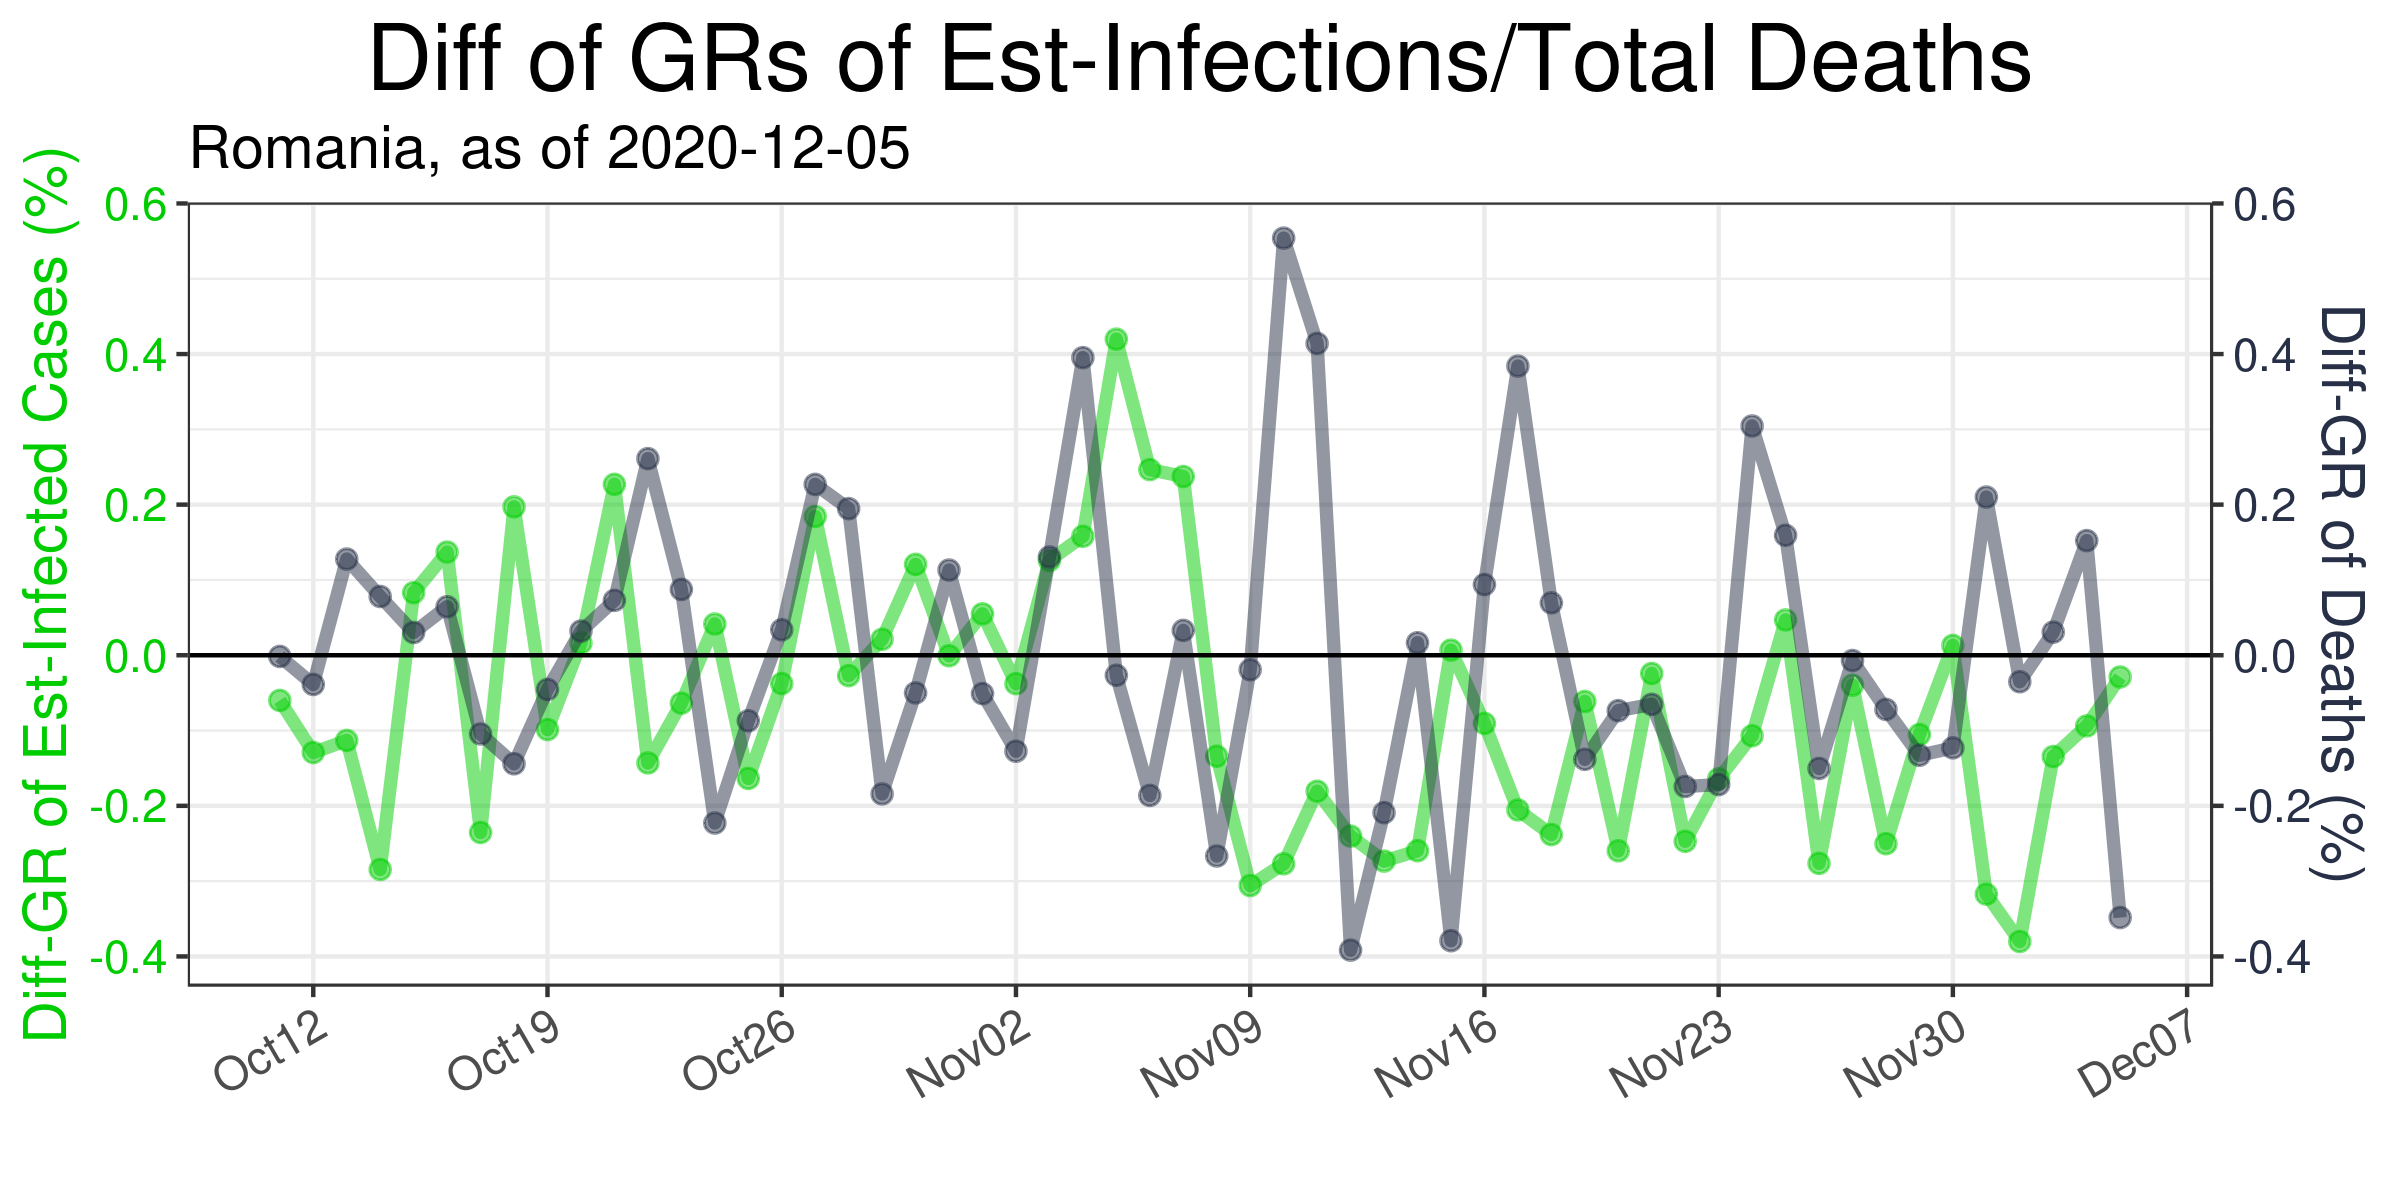 Diff of GRs of Est-Infections/Total Deaths
Romania, as of 2020-12-05
Diff-GR of Est-Infected Cases (%)
0.6
0.4
0.2
0.0
-0.2
-0.4
0.6
0.4
0.2
0.0
-0.2
-0.4
Diff-GR of Deaths (%)
Oct12
Oct19
Oct26
Nov02
Nov09
Nov16
Nov23
Nov30
Dec07